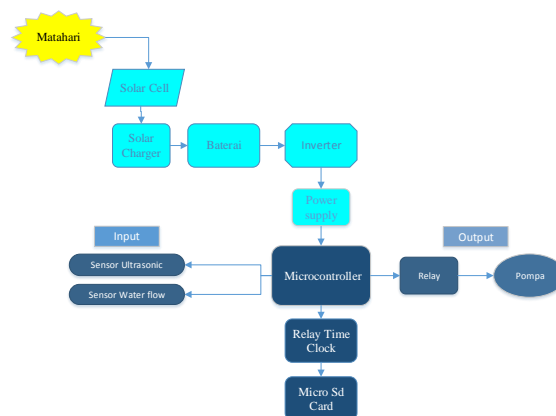 Matahari
Solar Cell
Solar
Charger
Baterai
Inverter
Power
supply
Input
Output
Sensor Ultrasonic
Microcontroller
Relay
Pompa
Sensor Water flow
Relay Time
Clock
Micro Sd
Card